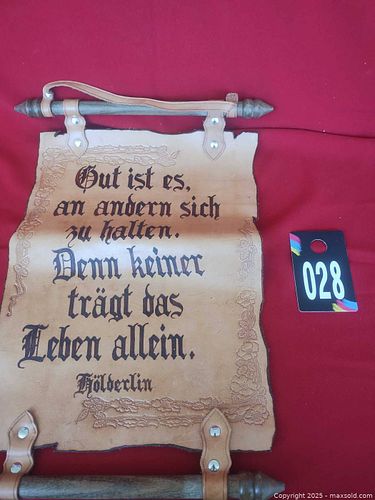 Gut ist es,
an andern sich
zu halten.
Denn keiner
trägt das
Leben allein.
Hölderlin
028
Copyright 2025 - maxsold.com